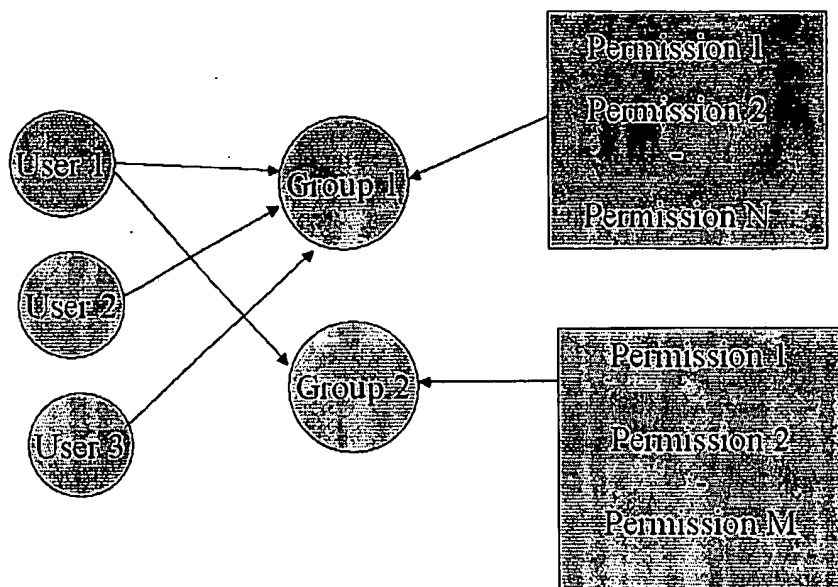 User 1
User 2
User 3
Group 1
Group 2
Permission 1
Permission 2
-
Permission N
Permission 1
Permission 2
-
Permission M